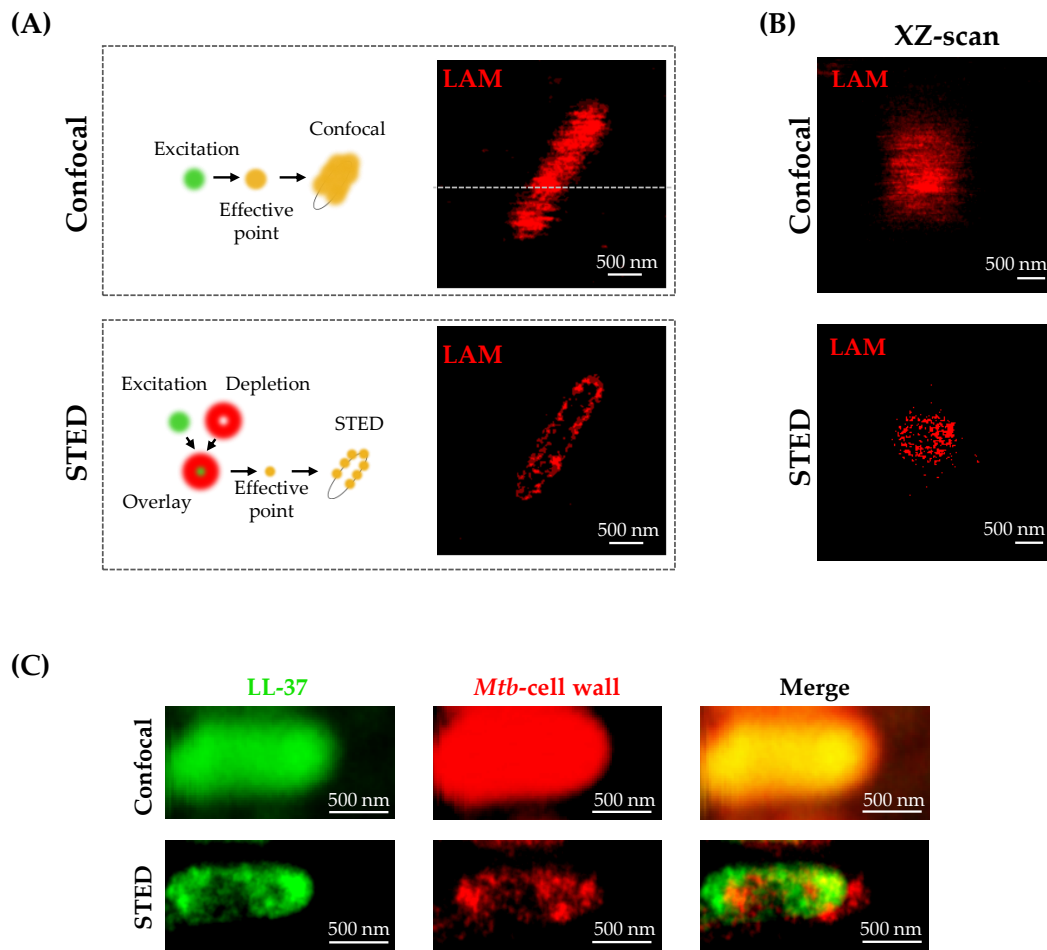 (A)
(B)
XZ-scan
Confocal
Excitation
Effective
point
Confocal
LAM
500 nm
Confocal
LAM
500 nm
STED
Excitation
Depletion
Overlay
Effective
point
STED
LAM
500 nm
STED
LAM
500 nm
(C)
LL-37
Mtb-cell wall
Merge
Confocal
500 nm
500 nm
500 nm
STED
500 nm
500 nm
500 nm